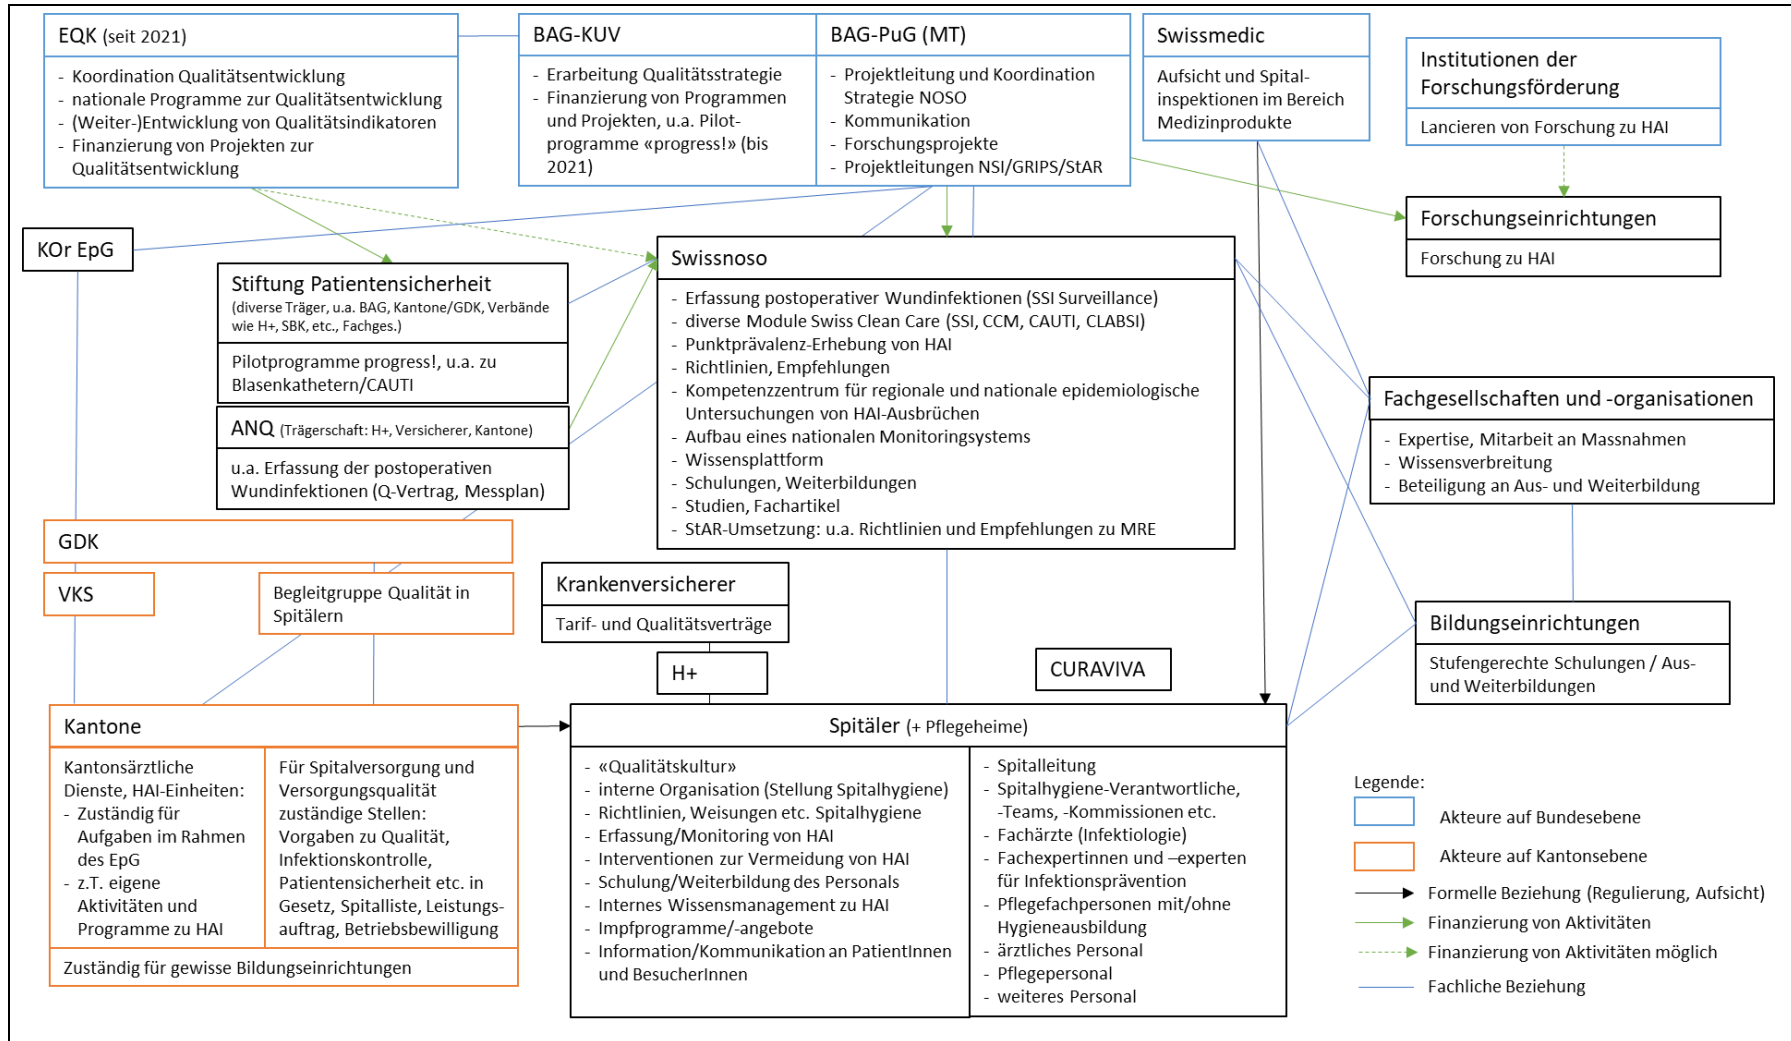 EQK (seit 2021)
- Koordination Qualitätsentwicklung
- nationale Programme zur Qualitätsentwicklung
- (Weiter-)Entwicklung von Qualitätsindikatoren
- Finanzierung von Projekten zur
Qualitätsentwicklung
BAG-KUV
- Erarbeitung Qualitätsstrategie
- Finanzierung von Programmen
und Projekten, u.a. Pilot-
programme «progress!» (bis
2021)
BAG-PuG (MT)
- Projektleitung und Koordination
Strategie NOSO
- Kommunikation
- Forschungsprojekte
- Projektleitungen NSI/GRIPS/StAR
Swissmedic
Aufsicht und Spital-
inspektionen im Bereich
Medizinprodukte
Institutionen der
Forschungsförderung
Lancieren von Forschung zu HAI
Forschungseinrichtungen
Forschung zu HAI
KOr EpG
Stiftung Patientensicherheit
(diverse Träger, u.a. BAG, Kantone/GDK, Verbände
wie H+, SBK, etc., Fachges.)
Pilotprogramme progress!, u.a. zu
Blasenkathetern/CAUTI
ANQ (Trägerschaft: H+, Versicherer, Kantone)
u.a. Erfassung der postoperativen
Wundinfektionen (Q-Vertrag, Messplan)
Swissnoso
- Erfassung postoperativer Wundinfektionen (SSI Surveillance)
- diverse Module Swiss Clean Care (SSI, CCM, CAUTI, CLABSI)
- Punktprävalenz-Erhebung von HAI
- Richtlinien, Empfehlungen
- Kompetenzzentrum für regionale und nationale epidemiologische
Untersuchungen von HAI-Ausbrüchen
- Aufbau eines nationalen Monitoringsystems
- Wissensplattform
- Schulungen, Weiterbildungen
- Studien, Fachartikel
- StAR-Umsetzung: u.a. Richtlinien und Empfehlungen zu MRE
Fachgesellschaften und -organisationen
- Expertise, Mitarbeit an Massnahmen
- Wissensverbreitung
- Beteiligung an Aus- und Weiterbildung
GDK
VKS
Begleitgruppe Qualität in
Spitälern
Krankenversicherer
Tarif- und Qualitätsverträge
H+
CURAVIVA
Bildungseinrichtungen
Stufengerechte Schulungen / Aus-
und Weiterbildungen
Kantone
Kantonsärztliche
Dienste, HAI-Einheiten:
- Zuständig für
Aufgaben im Rahmen
des EpG
- z.T. eigene
Aktivitäten und
Programme zu HAI
Für Spitalversorgung und
Versorgungsqualität
zuständige Stellen:
Vorgaben zu Qualität,
Infektionskontrolle,
Patientensicherheit etc. in
Gesetz, Spitalliste, Leistungs-
auftrag, Betriebsbewilligung
Zuständig für gewisse Bildungseinrichtungen
Spitäler (+ Pflegeheime)
- «Qualitätskultur»
- interne Organisation (Stellung Spitalhygiene)
- Richtlinien, Weisungen etc. Spitalhygiene
- Erfassung/Monitoring von HAI
- Interventionen zur Vermeidung von HAI
- Schulung/Weiterbildung des Personals
- Internes Wissensmanagement zu HAI
- Impfprogramme/-angebote
- Information/Kommunikation an PatientInnen
und BesucherInnen
- Spitalleitung
- Spitalhygiene-Verantwortliche,
-Teams, -Kommissionen etc.
- Fachärzte (Infektiologie)
- Fachexpertinnen und –experten
für Infektionsprävention
- Pflegefachpersonen mit/ohne
Hygieneausbildung
- ärztliches Personal
- Pflegepersonal
- weiteres Personal
Legende:
Akteure auf Bundesebene
Akteure auf Kantonsebene
Formelle Beziehung (Regulierung, Aufsicht)
Finanzierung von Aktivitäten
Finanzierung von Aktivitäten möglich
Fachliche Beziehung